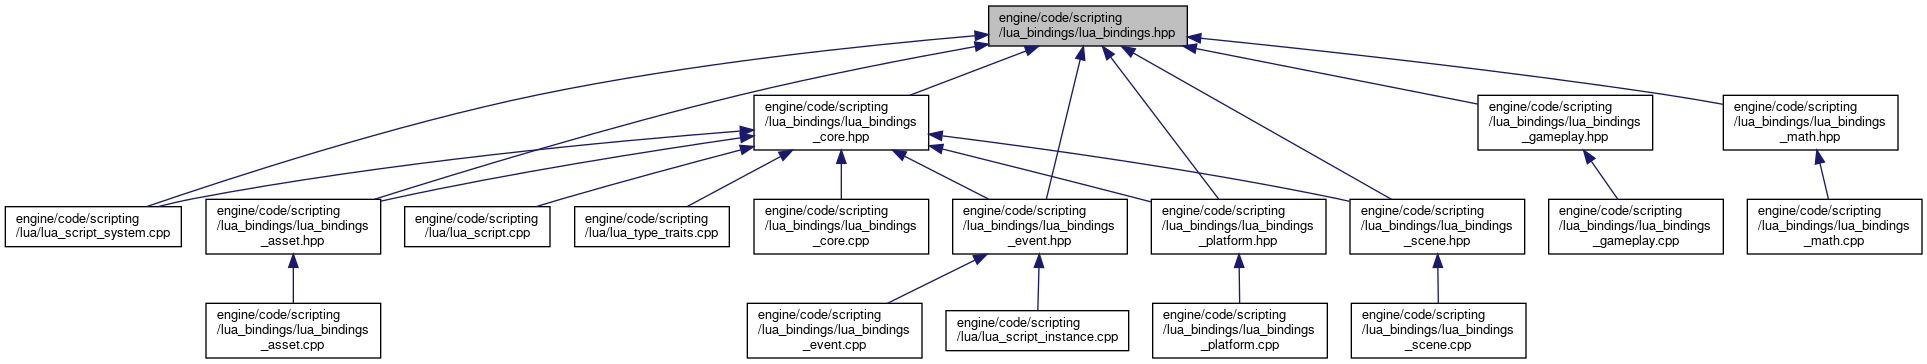 engine/code/scripting
/lua_bindings/lua_bindings.hpp
engine/code/scripting
/lua_bindings/lua_bindings
_core.hpp
engine/code/scripting
/lua_bindings/lua_bindings
_gameplay.hpp
engine/code/scripting
/lua_bindings/lua_bindings
_math.hpp
engine/code/scripting
/lua/lua_script_system.cpp
engine/code/scripting
/lua_bindings/lua_bindings
_asset.hpp
engine/code/scripting
/lua/lua_script.cpp
engine/code/scripting
/lua/lua_type_traits.cpp
engine/code/scripting
/lua_bindings/lua_bindings
_core.cpp
engine/code/scripting
/lua_bindings/lua_bindings
_event.hpp
engine/code/scripting
/lua_bindings/lua_bindings
_platform.hpp
engine/code/scripting
/lua_bindings/lua_bindings
_scene.hpp
engine/code/scripting
/lua_bindings/lua_bindings
_gameplay.cpp
engine/code/scripting
/lua_bindings/lua_bindings
_math.cpp
engine/code/scripting
/lua_bindings/lua_bindings
_asset.cpp
engine/code/scripting
/lua_bindings/lua_bindings
_event.cpp
engine/code/scripting
/lua/lua_script_instance.cpp
engine/code/scripting
/lua_bindings/lua_bindings
_platform.cpp
engine/code/scripting
/lua_bindings/lua_bindings
_scene.cpp